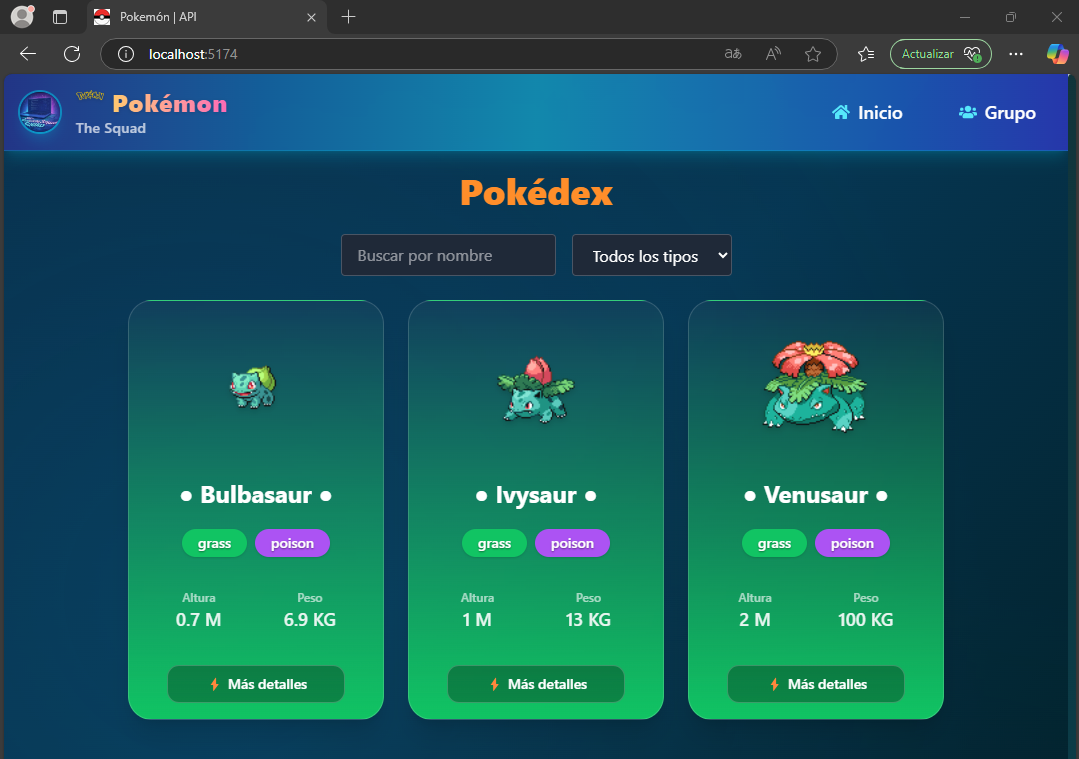 Pokemón | API
localhost:5174
Actualizar
Pokémon
Pokémon
The Squad
Inicio
Grupo
Pokédex
Buscar por nombre
Todos los tipos
• Bulbasaur •
grass poison
Altura Peso
0.7 M 6.9 KG
Más detalles
• Ivysaur •
grass poison
Altura Peso
1 M 13 KG
Más detalles
• Venusaur •
grass poison
Altura Peso
2 M 100 KG
Más detalles